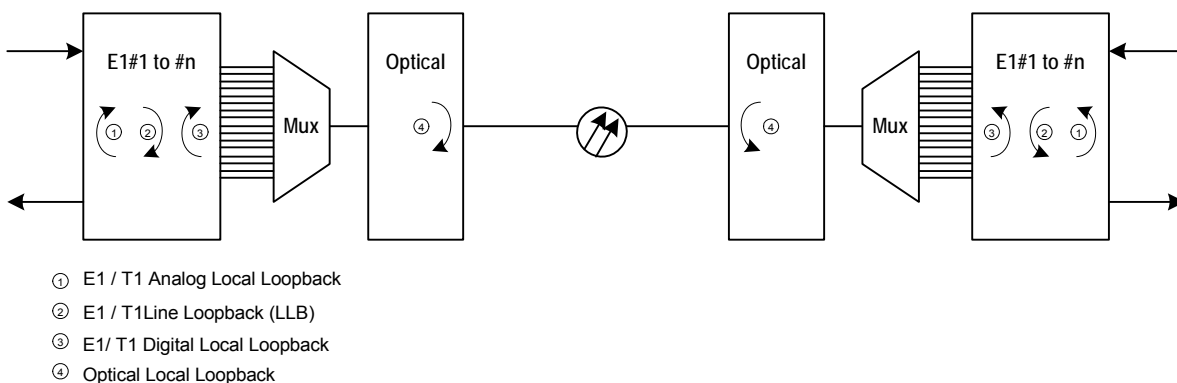 E1#1 to #n
Optical
Optical
E1#1 to #n
1 2 3
Mux
4
4
Mux
3 2 1
1 E1 / T1 Analog Local Loopback
2 E1 / T1Line Loopback (LLB)
3 E1/ T1 Digital Local Loopback
4 Optical Local Loopback